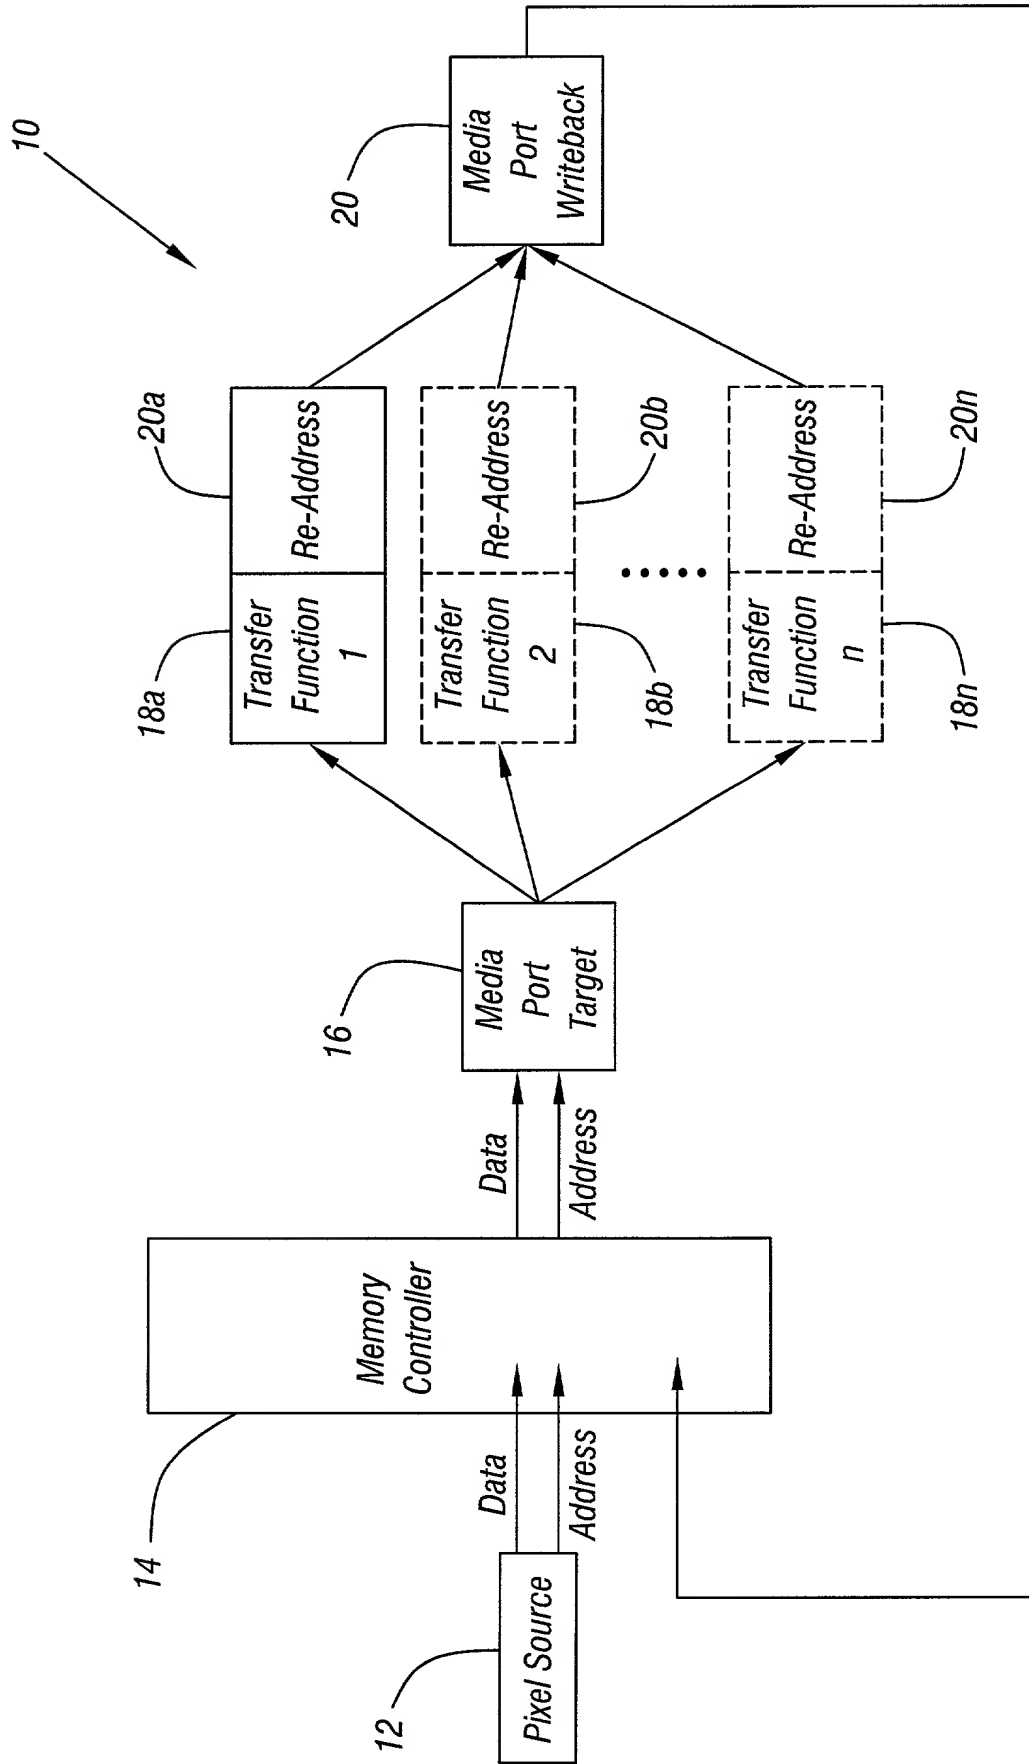 10
14
Memory
Controller
12
Pixel Source
Data
Address
Data
Address
16
Media
Port
Target
18a
Transfer
Function
1
20a
Re-Address
18b
Transfer
Function
2
20b
Re-Address
18n
Transfer
Function
n
20n
Re-Address
20
Media
Port
Writeback